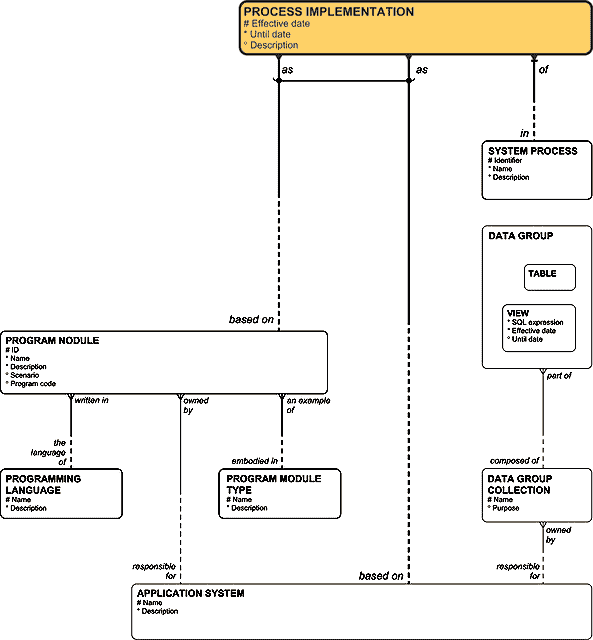 PROCESS IMPLEMENTATION
# Effective date
* Until date
° Description
as
as
of
in
SYSTEM PROCESS
# Identifier
* Name
* Description
DATA GROUP
TABLE
VIEW
* SQL expression
* Effective date
° Until date
based on
PROGRAM NODULE
# ID
* Name
* Description
° Scenario
° Program code
written in
owned
by
an example
of
part of
the
language
of
embodied in
composed of
PROGRAMMING
LANGUAGE
# Name
* Description
PROGRAM MODULE
TYPE
# Name
* Description
DATA GROUP
COLLECTION
# Name
° Purpose
owned
by
responsible
for
based on
responsible
for
APPLICATION SYSTEM
# Name
* Description